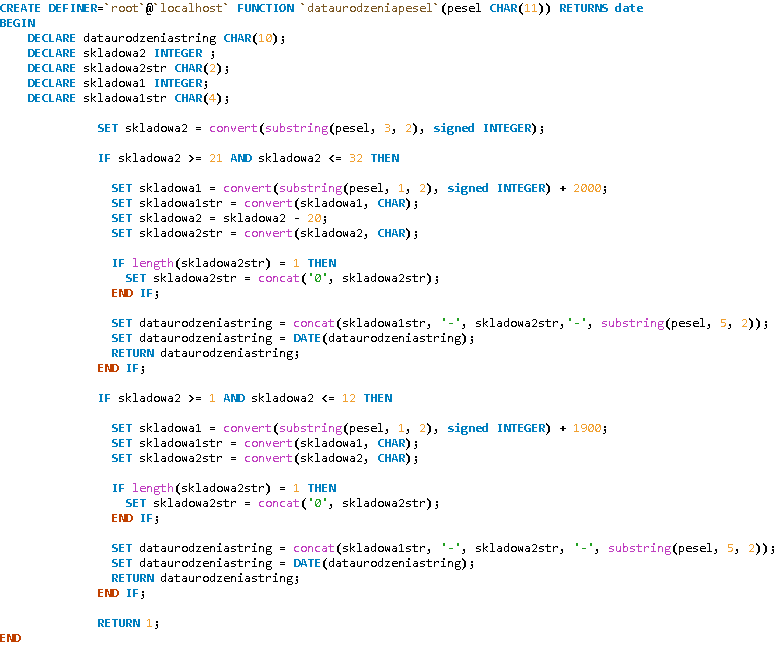 CREATE DEFINER=`root`@`localhost` FUNCTION `dataurodzeniapesel`(pesel CHAR(11)) RETURNS date
BEGIN
    DECLARE dataurodzeniastring CHAR(10);
    DECLARE skladowa2 INTEGER ;
    DECLARE skladowa2str CHAR(2);
    DECLARE skladowa1 INTEGER;
    DECLARE skladowa1str CHAR(4);

              SET skladowa2 = convert(substring(pesel, 3, 2), signed INTEGER);

              IF skladowa2 >= 21 AND skladowa2 <= 32 THEN

                SET skladowa1 = convert(substring(pesel, 1, 2), signed INTEGER) + 2000;
                SET skladowa1str = convert(skladowa1, CHAR);
                SET skladowa2 = skladowa2 - 20;
                SET skladowa2str = convert(skladowa2, CHAR);

                IF length(skladowa2str) = 1 THEN
                  SET skladowa2str = concat('0', skladowa2str);
                END IF;

                SET dataurodzeniastring = concat(skladowa1str, '-', skladowa2str,'-', substring(pesel, 5, 2));
                SET dataurodzeniastring = DATE(dataurodzeniastring);
                RETURN dataurodzeniastring;
              END IF;

              IF skladowa2 >= 1 AND skladowa2 <= 12 THEN

                SET skladowa1 = convert(substring(pesel, 1, 2), signed INTEGER) + 1900;
                SET skladowa1str = convert(skladowa1, CHAR);
                SET skladowa2str = convert(skladowa2, CHAR);

                IF length(skladowa2str) = 1 THEN
                  SET skladowa2str = concat('0', skladowa2str);
                END IF;

                SET dataurodzeniastring = concat(skladowa1str, '-', skladowa2str, '-', substring(pesel, 5, 2));
                SET dataurodzeniastring = DATE(dataurodzeniastring);
                RETURN dataurodzeniastring;
              END IF;

              RETURN 1;
END